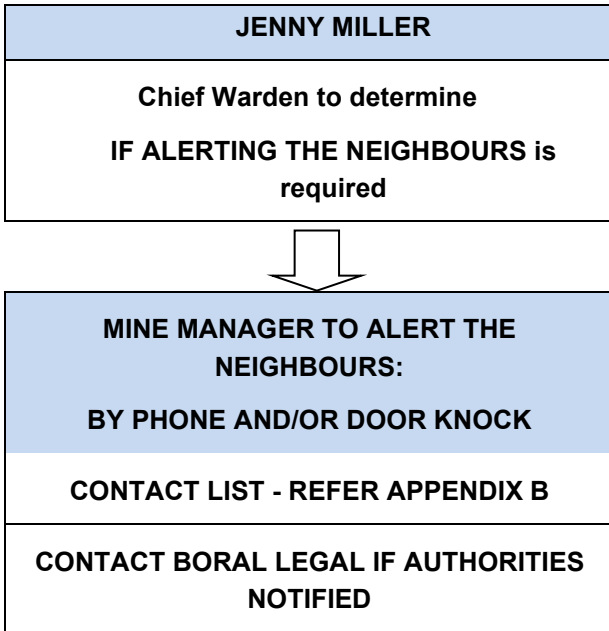 JENNY MILLER
Chief Warden to determine
IF ALERTING THE NEIGHBOURS is
required
MINE MANAGER TO ALERT THE
NEIGHBOURS:
BY PHONE AND/OR DOOR KNOCK
CONTACT LIST - REFER APPENDIX B
CONTACT BORAL LEGAL IF AUTHORITIES
NOTIFIED